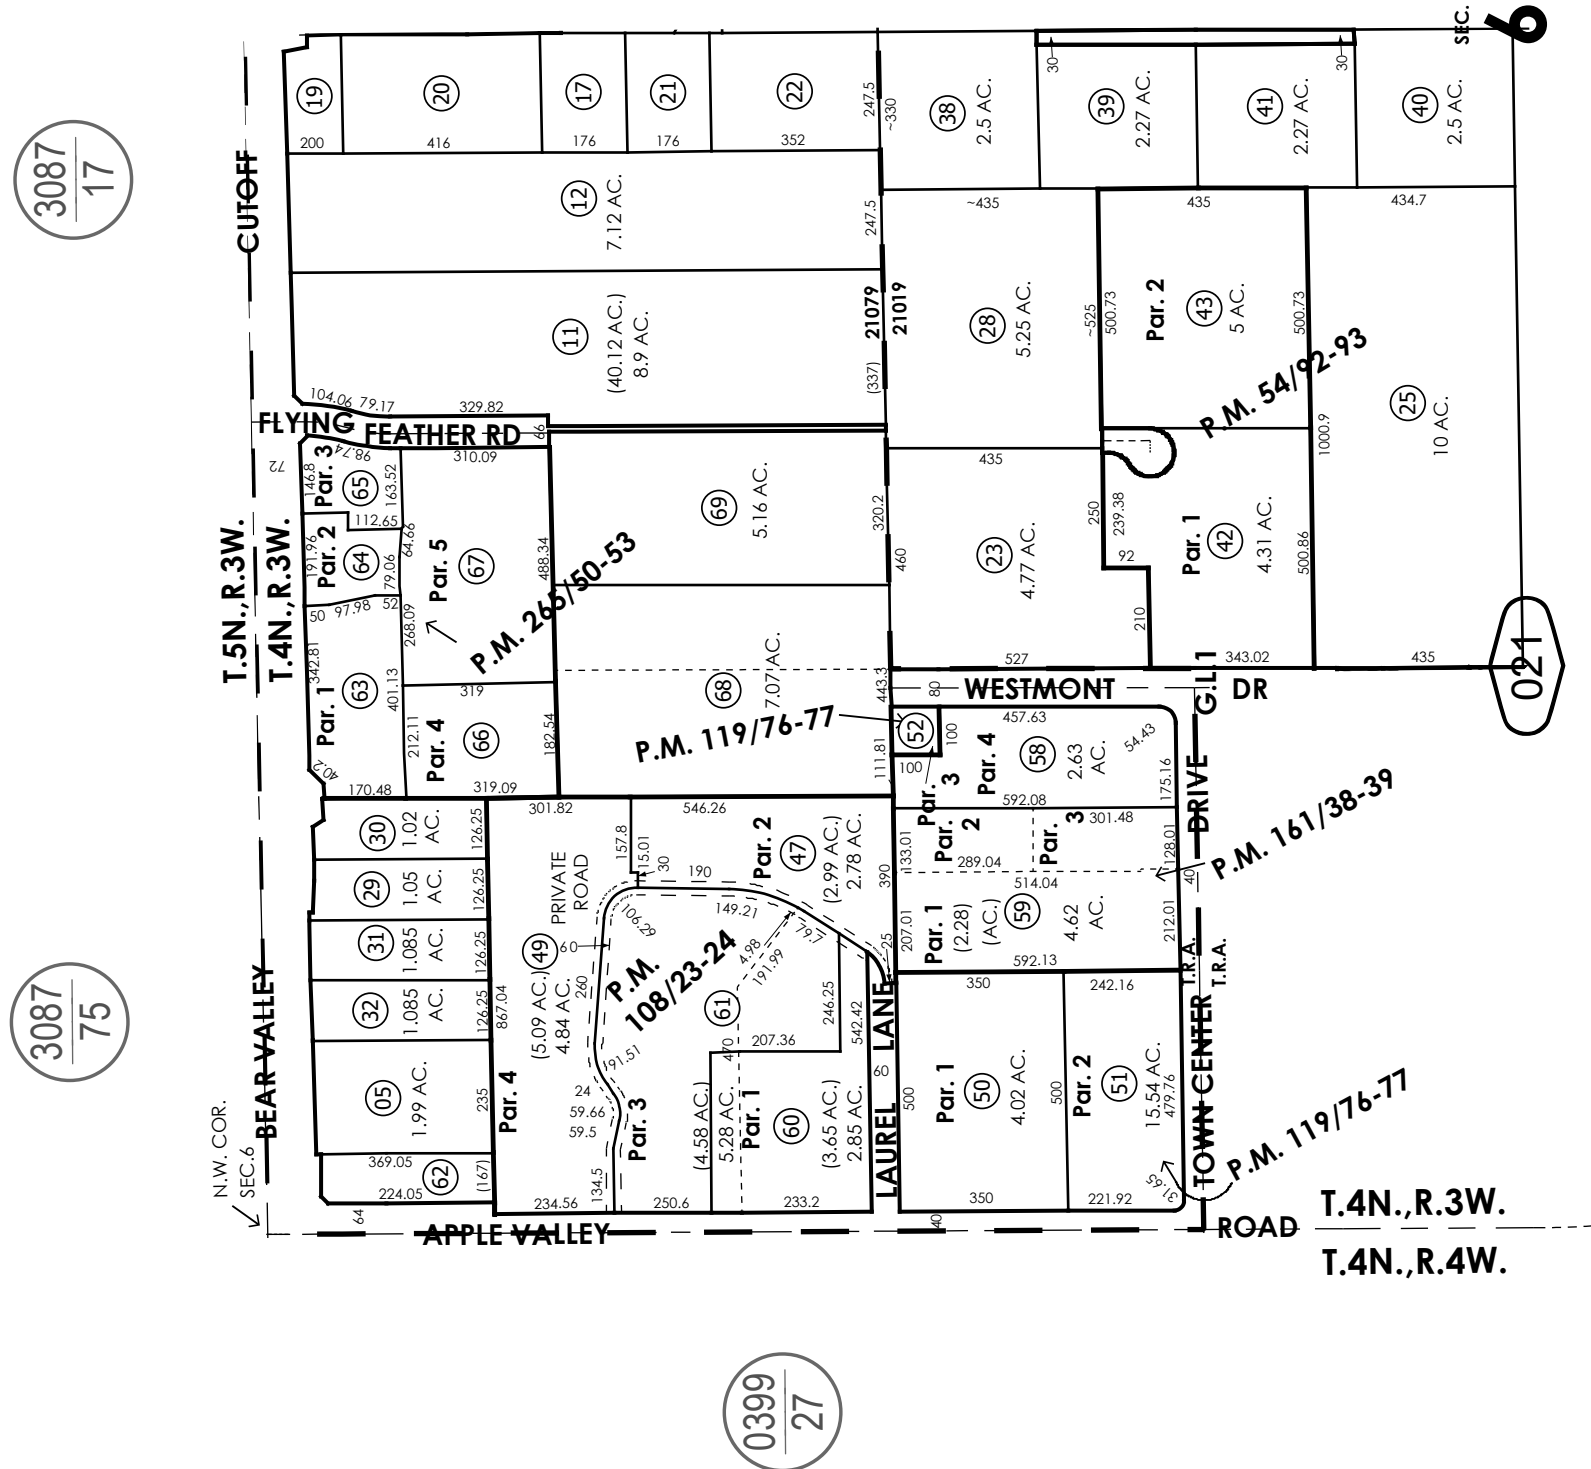 SEC.
6
3087
17
CUTOFF
19
200
20
416
17
176
21
176
22
352
247.5
~330
38
2.5 AC.
30
39
2.27 AC.
41
2.27 AC.
30
40
2.5 AC.
12
7.12 AC.
247.5
~435
435
434.7
11
(40.12 AC.)
8.9 AC.
(337)
21079
21019
28
5.25 AC.
~525
500.73
Par. 2
43
5 AC.
500.73
P.M. 54/92-93
25
10 AC.
1000.9
104.06
79.17
329.82
FLYING
FEATHER RD
66
72
98.74
310.09
146.8
Par. 3
65
163.52
112.65
191.96
Par. 2
64
79.06
64.66
Par. 5
67
488.34
P.M. 265/50-53
50
97.98
52
268.09
69
5.16 AC.
320.2
460
435
23
4.77 AC.
250
239.38
92
210
Par. 1
42
4.31 AC.
500.86
T.5N.,R.3W.
T.4N.,R.3W.
342.81
Par. 1
63
401.13
40.2
170.48
319
212.11
Par. 4
66
182.54
319.09
68
7.07 AC.
443.3
P.M. 119/76-77
527
343.02
435
021
80
WESTMONT
DR
G.L.1
52
100
100
111.81
457.63
54.43
Par. 4
58
2.63
AC.
175.16
Par.
3
592.08
301.48
30
1.02
AC.
126.25
29
1.05
AC.
126.25
31
1.085
AC.
126.25
32
1.085
AC.
126.25
05
1.99 AC.
235
369.05
62
224.05
(167)
64
BEAR VALLEY
N.W. COR.
SEC.6
3087
75
301.82
546.26
157.8
15.01
30
190
Par. 2
47
(2.99 AC.)
2.78 AC.
390
PRIVATE
ROAD
106.29
149.21
79.7
4.98
191.99
25
49
60
(5.09 AC.)
4.84 AC.
867.04
260
P.M.
108/23-24
61
246.25
542.42
207.36
470
91.51
24
59.66
59.5
Par. 4
Par. 3
134.5
(4.58 AC.)
5.28 AC.
Par. 1
60
(3.65 AC.)
2.85 AC.
234.56
250.6
233.2
LAUREL
LANE
60
133.01
Par.
2
289.04
Par.
3
128.01
40
514.04
207.01
Par. 1
(2.28)
(AC.)
59
4.62
AC.
212.01
592.13
P.M. 161/38-39
DRIVE
T.R.A.
T.R.A.
TOWN CENTER
350
242.16
500
Par. 1
50
4.02 AC.
500
Par. 2
51
15.54 AC.
479.76
350
221.92
31.65
P.M. 119/76-77
40
APPLE VALLEY
ROAD
T.4N.,R.3W.
T.4N.,R.4W.
0399
27